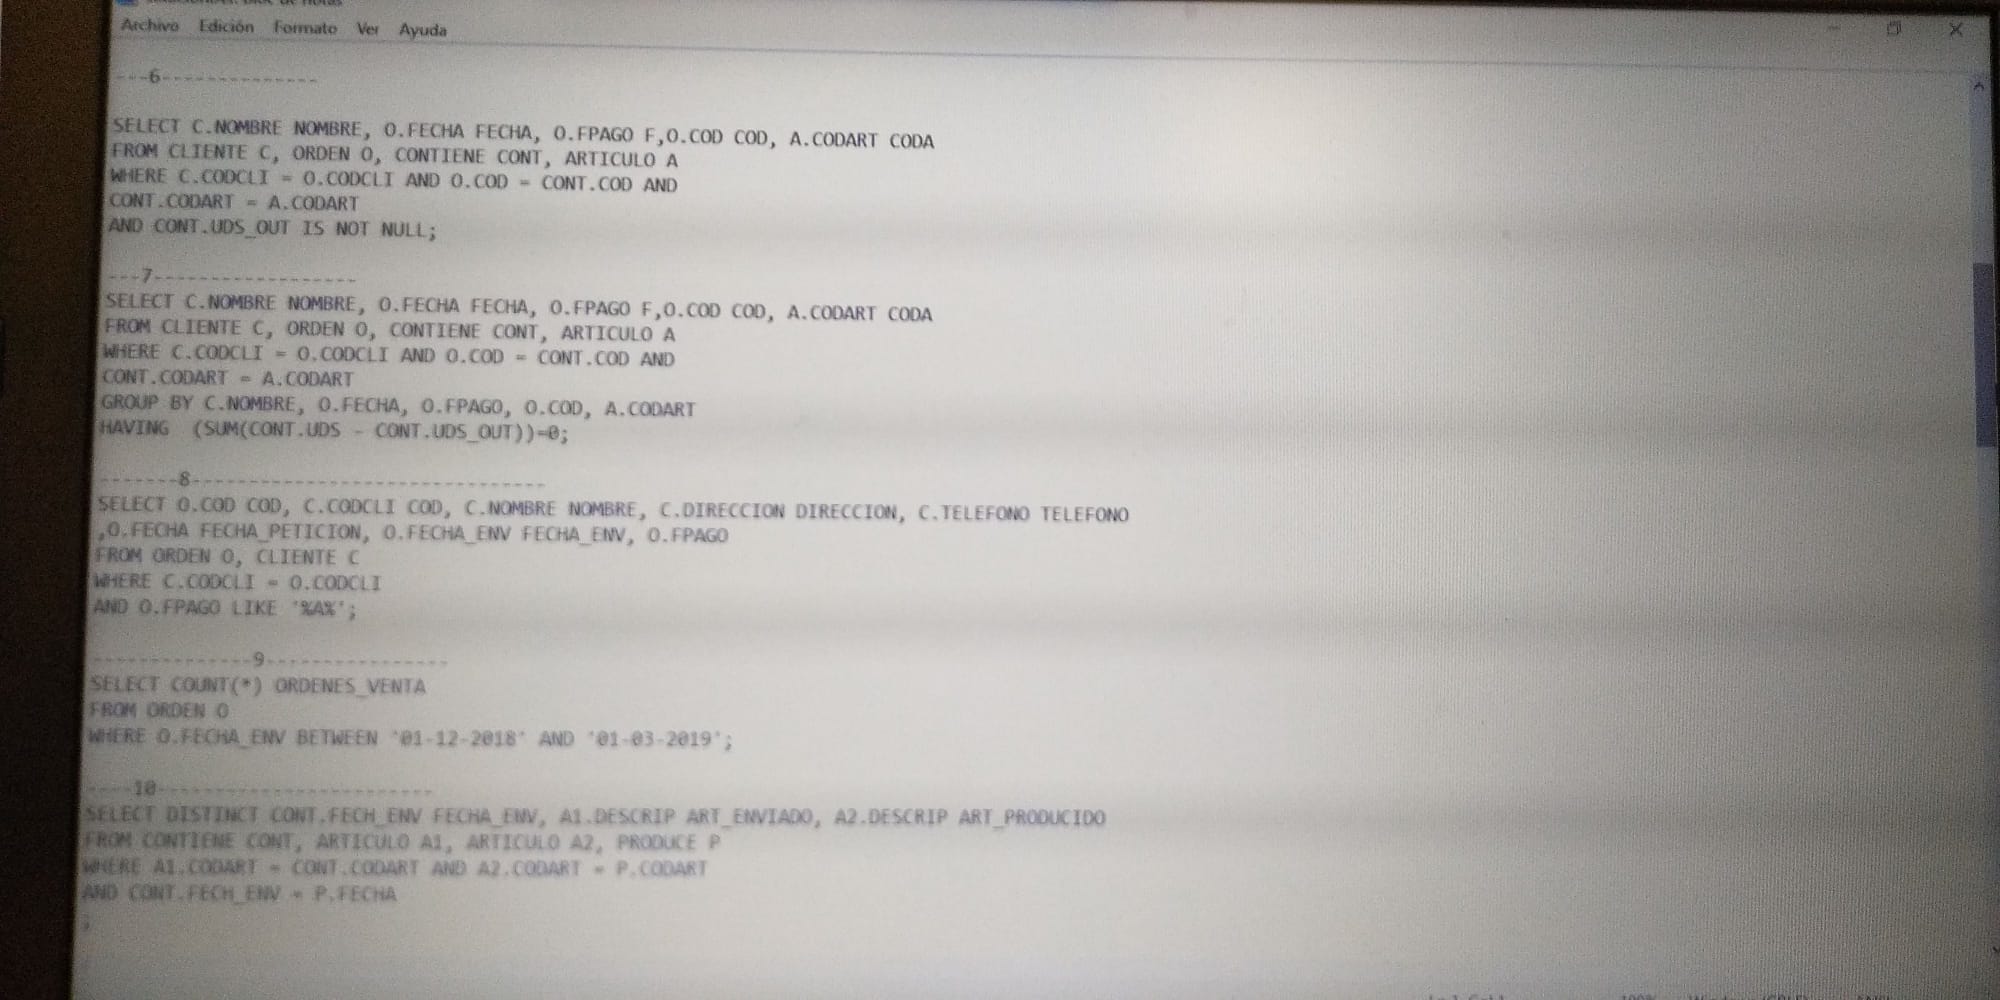 Archivo Edición Formato Ver Ayuda
---6--------------
SELECT C.NOMBRE NOMBRE, O.FECHA FECHA, O.FPAGO F,O.COD COD, A.CODART CODA
FROM CLIENTE C, ORDEN O, CONTIENE CONT, ARTICULO A
WHERE C.CODCLI = O.CODCLI AND O.COD = CONT.COD AND
CONT.CODART = A.CODART
AND CONT.UDS_OUT IS NOT NULL;
---7------------------
SELECT C.NOMBRE NOMBRE, O.FECHA FECHA, O.FPAGO F,O.COD COD, A.CODART CODA
FROM CLIENTE C, ORDEN O, CONTIENE CONT, ARTICULO A
WHERE C.CODCLI = O.CODCLI AND O.COD = CONT.COD AND
CONT.CODART = A.CODART
GROUP BY C.NOMBRE, O.FECHA, O.FPAGO, O.COD, A.CODART
HAVING  (SUM(CONT.UDS - CONT.UDS_OUT))=0;
-------8--------------------------------
SELECT O.COD COD, C.CODCLI COD, C.NOMBRE NOMBRE, C.DIRECCION DIRECCION, C.TELEFONO TELEFONO
,O.FECHA FECHA_PETICION, O.FECHA_ENV FECHA_ENV, O.FPAGO
FROM ORDEN O, CLIENTE C
WHERE C.CODCLI = O.CODCLI
AND O.FPAGO LIKE '%A%';
--------------9----------------
SELECT COUNT(*) ORDENES_VENTA
FROM ORDEN O
WHERE O.FECHA_ENV BETWEEN '01-12-2018' AND '01-03-2019';
----10------------------------
SELECT DISTINCT CONT.FECH_ENV FECHA_ENV, A1.DESCRIP ART_ENVIADO, A2.DESCRIP ART_PRODUCIDO
FROM CONTIENE CONT, ARTICULO A1, ARTICULO A2, PRODUCE P
WHERE A1.CODART = CONT.CODART AND A2.CODART = P.CODART
AND CONT.FECH_ENV = P.FECHA
;